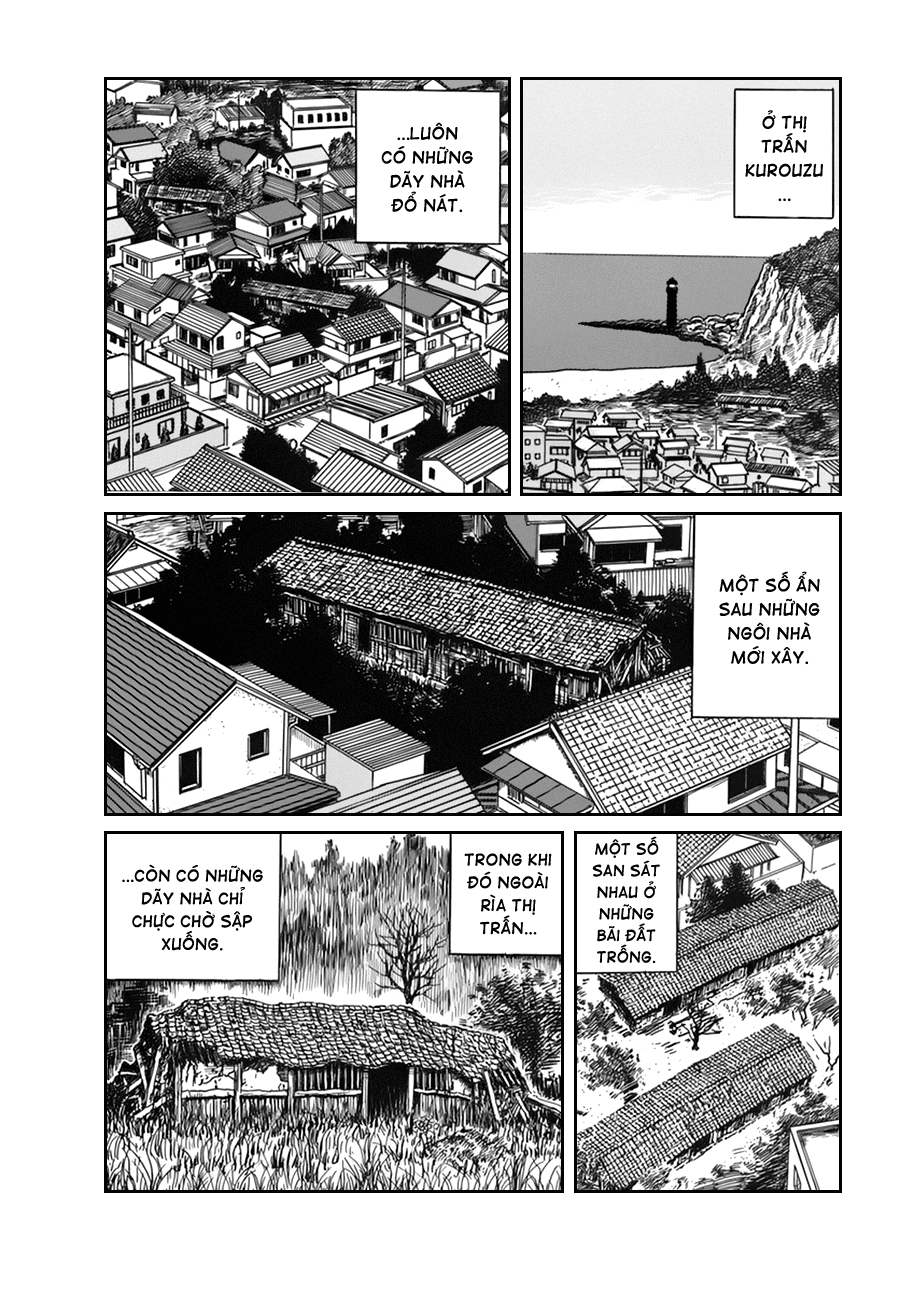 Ở THỊ
TRẤN
KUROUZU
...
...LUÔN
CÓ NHỮNG
DÃY NHÀ
ĐỔ NÁT.
MỘT SỐ ẨN
SAU NHỮNG
NGÔI NHÀ
MỚI XÂY.
MỘT SỐ
SAN SÁT
NHAU Ở
NHỮNG
BÃI ĐẤT
TRỐNG.
TRONG KHI
ĐÓ NGOÀI
RÌA THỊ
TRẤN...
...CÒN CÓ NHỮNG
DÃY NHÀ CHỈ
CHỰC CHỜ SẬP
XUỐNG.